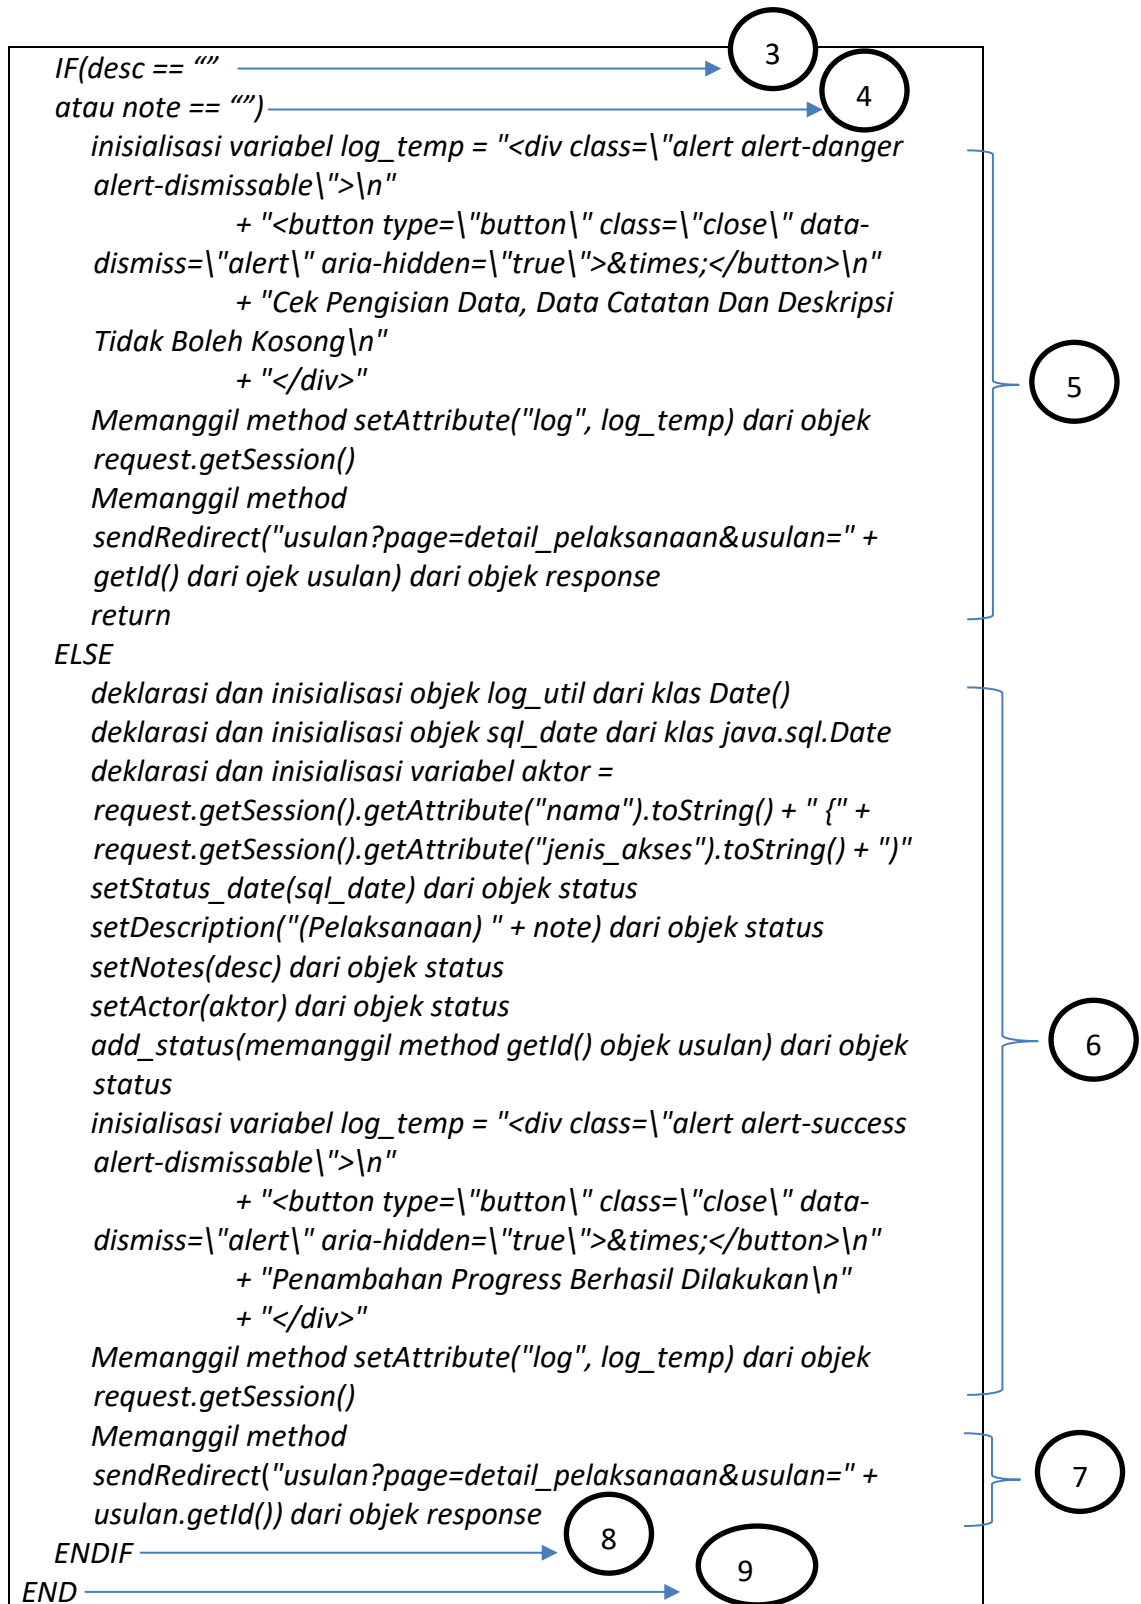 3
IF(desc == “”
4
atau note == “”)
inisialisasi variabel log_temp = "<div class=\"alert alert-danger
alert-dismissable\">\n"
+ "<button type=\"button\" class=\"close\" data-
dismiss=\"alert\" aria-hidden=\"true\">&times;</button>\n"
+ "Cek Pengisian Data, Data Catatan Dan Deskripsi
Tidak Boleh Kosong\n"
+ "</div>"
5
Memanggil method setAttribute("log", log_temp) dari objek
request.getSession()
Memanggil method
sendRedirect("usulan?page=detail_pelaksanaan&usulan=" +
getId() dari ojek usulan) dari objek response
return
ELSE
deklarasi dan inisialisasi objek log_util dari klas Date()
deklarasi dan inisialisasi objek sql_date dari klas java.sql.Date
deklarasi dan inisialisasi variabel aktor =
request.getSession().getAttribute("nama").toString() + " {" +
request.getSession().getAttribute("jenis_akses").toString() + ")"
setStatus_date(sql_date) dari objek status
setDescription("(Pelaksanaan) " + note) dari objek status
setNotes(desc) dari objek status
setActor(aktor) dari objek status
add_status(memanggil method getId() objek usulan) dari objek
6
status
inisialisasi variabel log_temp = "<div class=\"alert alert-success
alert-dismissable\">\n"
+ "<button type=\"button\" class=\"close\" data-
dismiss=\"alert\" aria-hidden=\"true\">&times;</button>\n"
+ "Penambahan Progress Berhasil Dilakukan\n"
+ "</div>"
Memanggil method setAttribute("log", log_temp) dari objek
request.getSession()
Memanggil method
sendRedirect("usulan?page=detail_pelaksanaan&usulan=" +
7
usulan.getId()) dari objek response
8
ENDIF
9
END